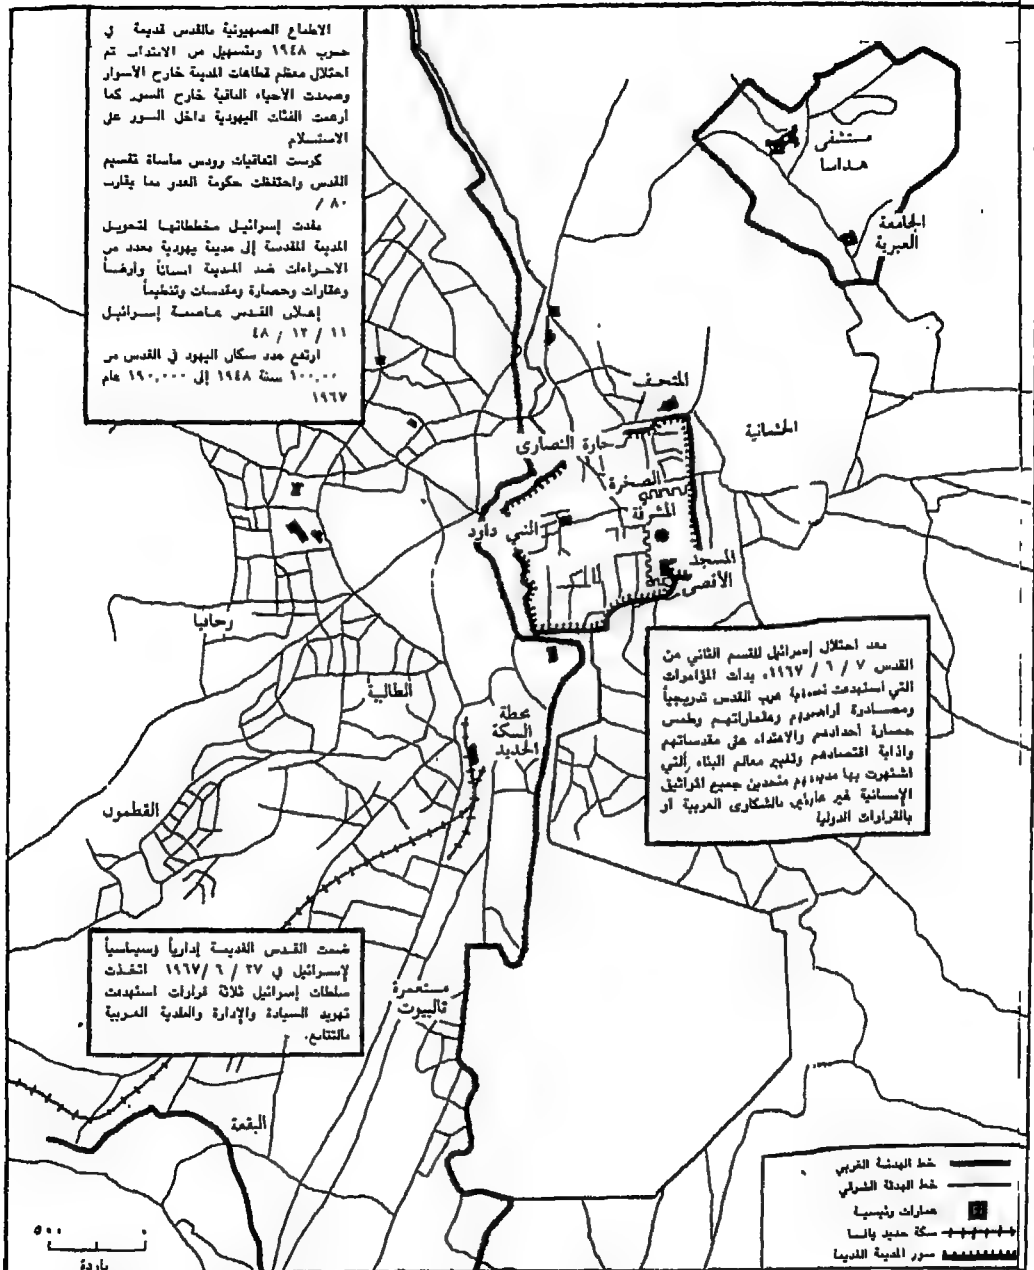 الاطماع الصهيونية بالقدس قديمة في
حرب ١٩٤٨ وبتسهيل من الانتداب تم
احتلال معظم قطاعات المدينة خارج الأسوار
وصمدت الأحياء الباقية خارج السور كما
أرغمت الفئات اليهودية داخل السور على
الاستسلام
كرست اتفاقيات رودس مأساة تقسيم
القدس واحتفظت حكومة العدو بما يقارب
٨٠ /
بدت إسرائيل مخططاتها لتحويل
المدينة المقدسة إلى مدينة يهودية بعدد من
الاجراءات ضد المدينة انساناً وأرضاً
وعقارات وحضارة ومقدسات وتنظيماً
إعلان القدس عاصمة إسرائيل
١١ / ١٢ / ٤٨
ارتفع عدد سكان اليهود في القدس من
١٠٠,٠٠ سنة ١٩٤٨ إلى ١٩٠,٠٠٠ عام
١٩٦٧
مستشفى
هداسا
الجامعة
العبرية
المتحف
حارة النصارى
الصخرة
المشرفة
النبي داود
المسجد
الأقصى
رحابيا
الطالبية
محطة
السكة
الحديد
القطمون
بعد احتلال إسرائيل للقسم الثاني من
القدس ٧ / ٦ / ١٩٦٧، بدأت المؤامرات
التي استهدفت تصفية عرب القدس تدريجياً
ومصادرة أراضيهم وعقاراتهم وطمس
حضارة أجدادهم والاعتداء على مقدساتهم
واذابة اقتصادهم وتغيير معالم البناء التي
اشتهرت بها مدينتهم متحدين جميع المواثيق
الإنسانية غير عابئين بالشكاوى العربية او
بالقرارات الدولية
ضمت القدس القديمة إدارياً وسياسياً
لإسرائيل في ٢٧ / ٦ / ١٩٦٧ اتخذت
سلطات إسرائيل ثلاثة قرارات استهدفت
تهويد السيادة والإدارة والبلدية العربية
بالتتابع.
مستعمرة
تالبيوت
البقعة
خط الهدنة الغربي
خط الهدنة الشرقي
عمارات رئيسية
سكة حديد يافا
سور المدينة القديمة
٥٠٠ ٠
ياردة